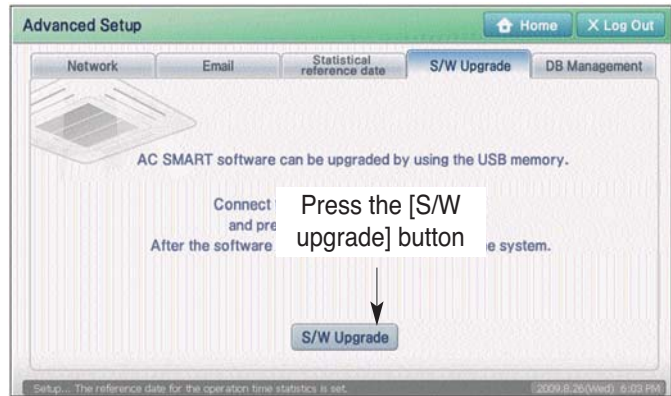 Advanced Setup
Home
X Log Out
Network
Email
Statistical
reference date
S/W Upgrade
DB Management
AC SMART software can be upgraded by using the USB memory.
Connect
and pre
After the software
e system.
Press the [S/W
upgrade] button
S/W Upgrade
Setup... The reference date for the operation time statistics is set.
2009.8.26(Wed) 6:03 PM